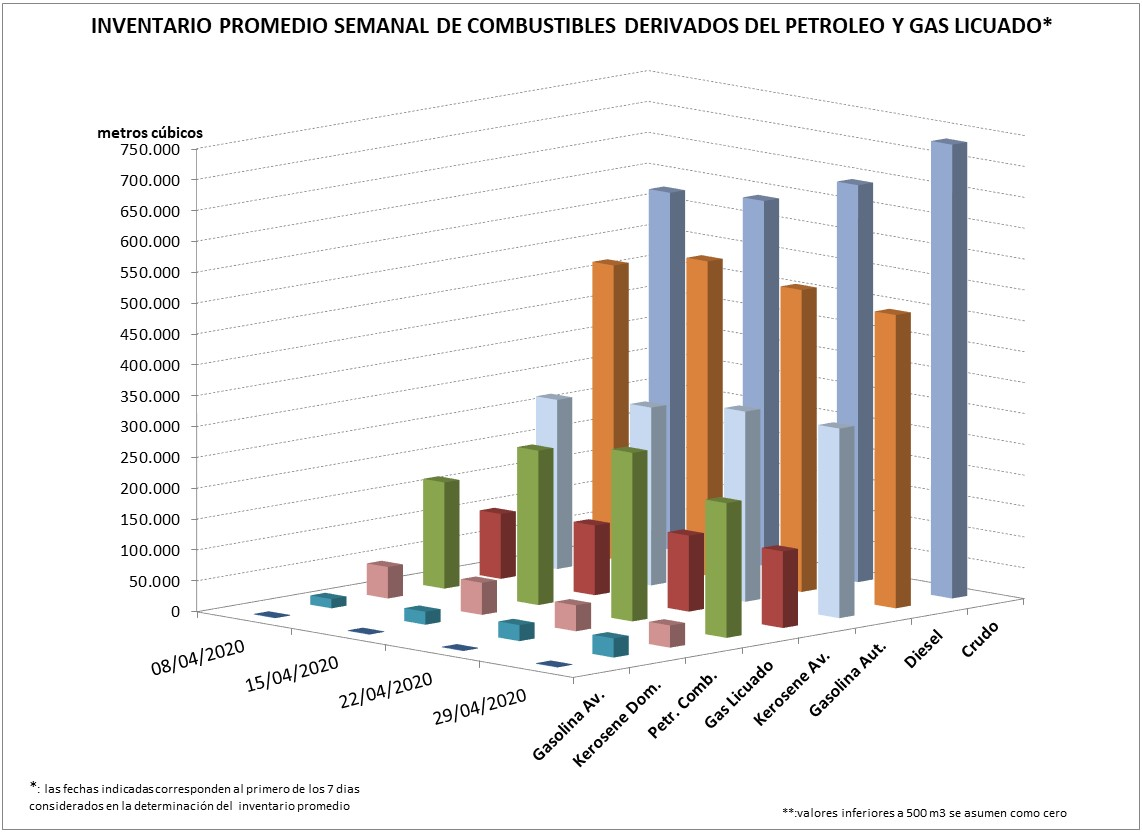 INVENTARIO PROMEDIO SEMANAL DE COMBUSTIBLES DERIVADOS DEL PETROLEO Y GAS LICUADO*
metros cúbicos
750.000
700.000
650.000
600.000
550.000
500.000
450.000
400.000
350.000
300.000
250.000
200.000
150.000
100.000
50.000
0
08/04/2020
15/04/2020
22/04/2020
29/04/2020
Gasolina Av.
Kerosene Dom.
Petr. Comb.
Gas Licuado
Kerosene Av.
Gasolina Aut.
Diesel
Crudo
*: las fechas indicadas corresponden al primero de los 7 dias
considerados en la determinación del inventario promedio
**:valores inferiores a 500 m3 se asumen como cero